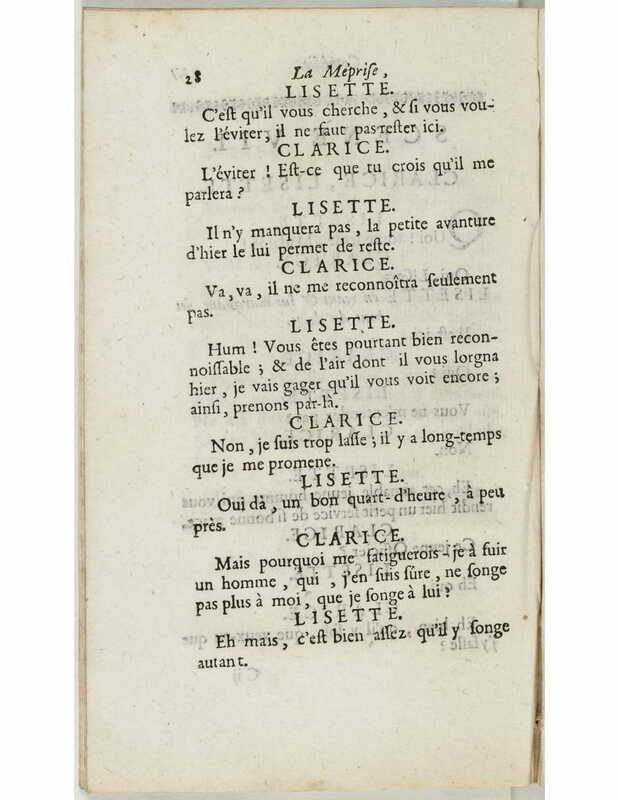 28 La Méprise,
LISETTE.
C'est qu'il vous cherche, & si vous vou-
lez l'éviter, il ne faut pas rester ici.
CLARICE.
L'éviter ! Est-ce que tu crois qu'il me
parlera ?
LISETTE.
Il n'y manquera pas, la petite avanture
d'hier le lui permet de reste.
CLARICE.
Va, va, il ne me reconnoîtra seulement
pas.
LISETTE.
Hum ! Vous êtes pourtant bien recon-
noissable ; & de l'air dont il vous lorgna
hier, je vais gager qu'il vous voit encore ;
ainsi, prenons par-là.
CLARICE.
Non, je suis trop lasse ; il y a long-temps
que je me promene.
LISETTE.
Oui dà, un bon quart-d'heure, à peu
près.
CLARICE.
Mais pourquoi me fatiguerois-je à fuir
un homme, qui, j'en suis sûre, ne songe
pas plus à moi, que je songe à lui ?
LISETTE.
Eh mais, c'est bien assez qu'il y songe
autant.